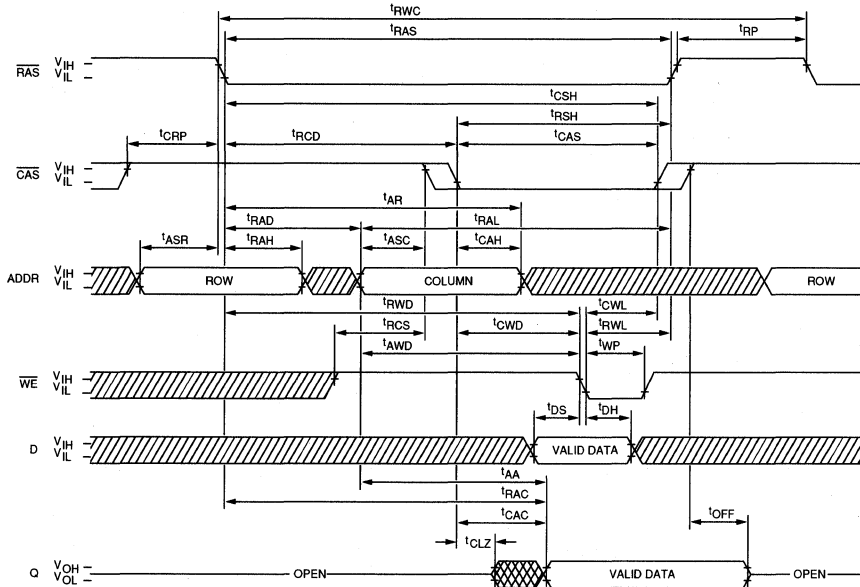 tRWC
tRAS
tRP
RAS VIH
VIL
tCSH
tRSH
tCRP
tRCD
tCAS
CAS VIH
VIL
tAR
tRAD
tRAL
tASR
tRAH
tASC
tCAH
ADDR VIH
VIL
ROW
COLUMN
ROW
tRWD
tCWL
tRCS
tCWD
tRWL
tAWD
tWP
WE VIH
VIL
tDS
tDH
D VIH
VIL
VALID DATA
tAA
tRAC
tCAC
tOFF
tCLZ
Q VOH
VOL
OPEN
VALID DATA
OPEN